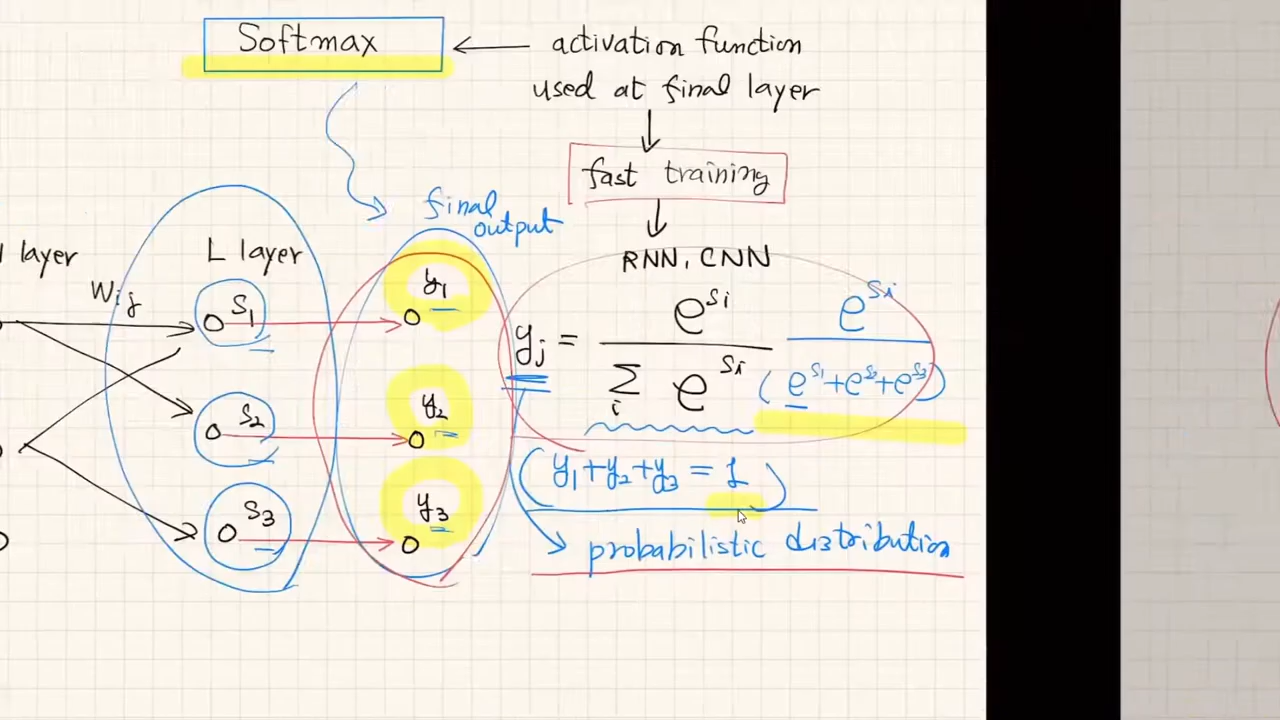 Softmax
activation function
used at final layer
fast training
RNN, CNN
final output
layer
L layer
Wij
S1
S2
S3
y1
y2
y3
yj = e^Si / Σi e^Si
e^Si / (e^S1+e^S2+e^S3)
(y1+y2+y3 = 1)
probabilistic distribution